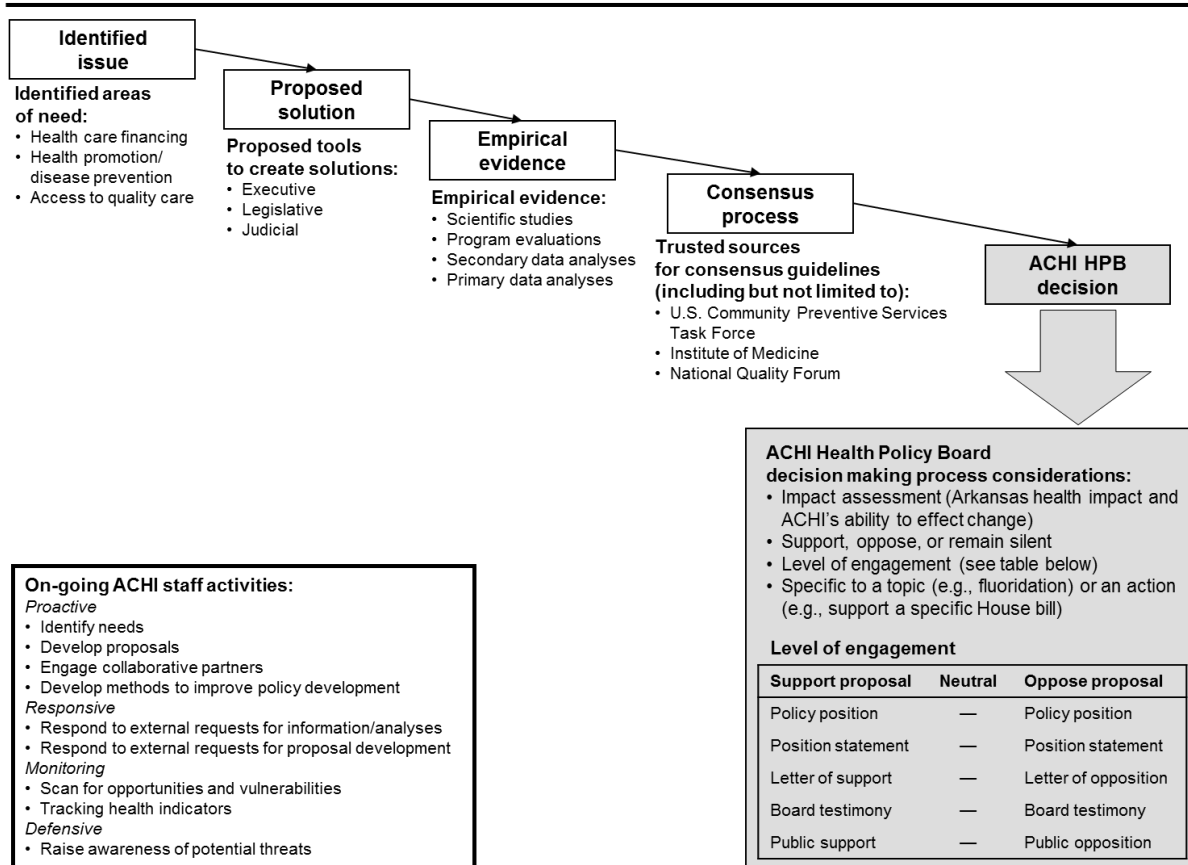 Identified
issue
Identified areas
of need:
• Health care financing
• Health promotion/
disease prevention
• Access to quality care
Proposed
solution
Proposed tools
to create solutions:
• Executive
• Legislative
• Judicial
Empirical
evidence
Empirical evidence:
• Scientific studies
• Program evaluations
• Secondary data analyses
• Primary data analyses
Consensus
process
Trusted sources
for consensus guidelines
(including but not limited to):
• U.S. Community Preventive Services
Task Force
• Institute of Medicine
• National Quality Forum
ACHI HPB
decision
ACHI Health Policy Board
decision making process considerations:
• Impact assessment (Arkansas health impact and
ACHI’s ability to effect change)
• Support, oppose, or remain silent
• Level of engagement (see table below)
• Specific to a topic (e.g., fluoridation) or an action
(e.g., support a specific House bill)
Level of engagement
Support proposal Neutral Oppose proposal
Policy position — Policy position
Position statement — Position statement
Letter of support — Letter of opposition
Board testimony — Board testimony
Public support — Public opposition
On-going ACHI staff activities:
Proactive
• Identify needs
• Develop proposals
• Engage collaborative partners
• Develop methods to improve policy development
Responsive
• Respond to external requests for information/analyses
• Respond to external requests for proposal development
Monitoring
• Scan for opportunities and vulnerabilities
• Tracking health indicators
Defensive
• Raise awareness of potential threats